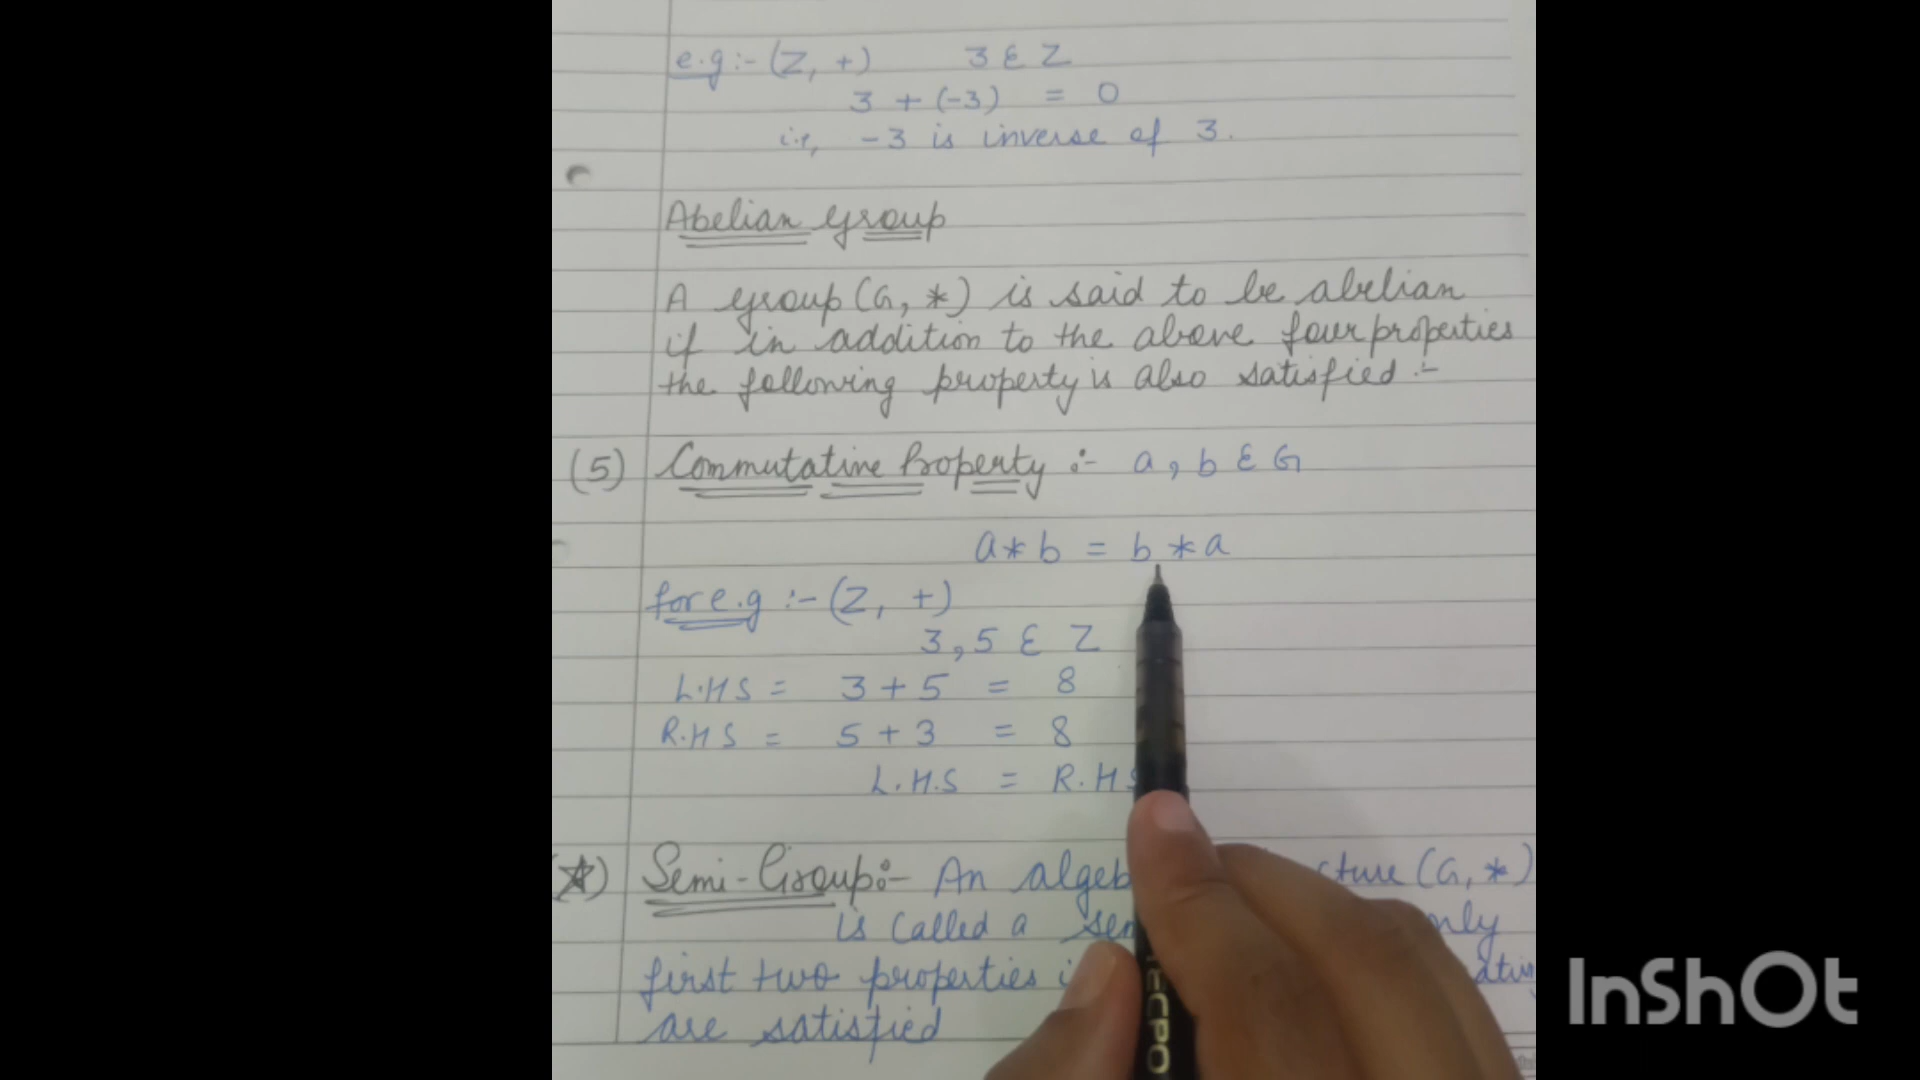 e.g :- (Z, +) 3 ε Z
3 + (-3) = 0
i.e, -3 is inverse of 3.
Abelian group
A group (G, *) is said to be abelian
if in addition to the above four properties
the following property is also satisfied :-
(5) Commutative Property :- a, b ε G
a * b = b * a
for e.g :- (Z, +)
3, 5 ε Z
L.H S = 3 + 5 = 8
R.H S = 5 + 3 = 8
L.H.S = R.H
Semi-Group :- An (G, *)
is called a
first two properties
are satisfied
TECPO
InShOt